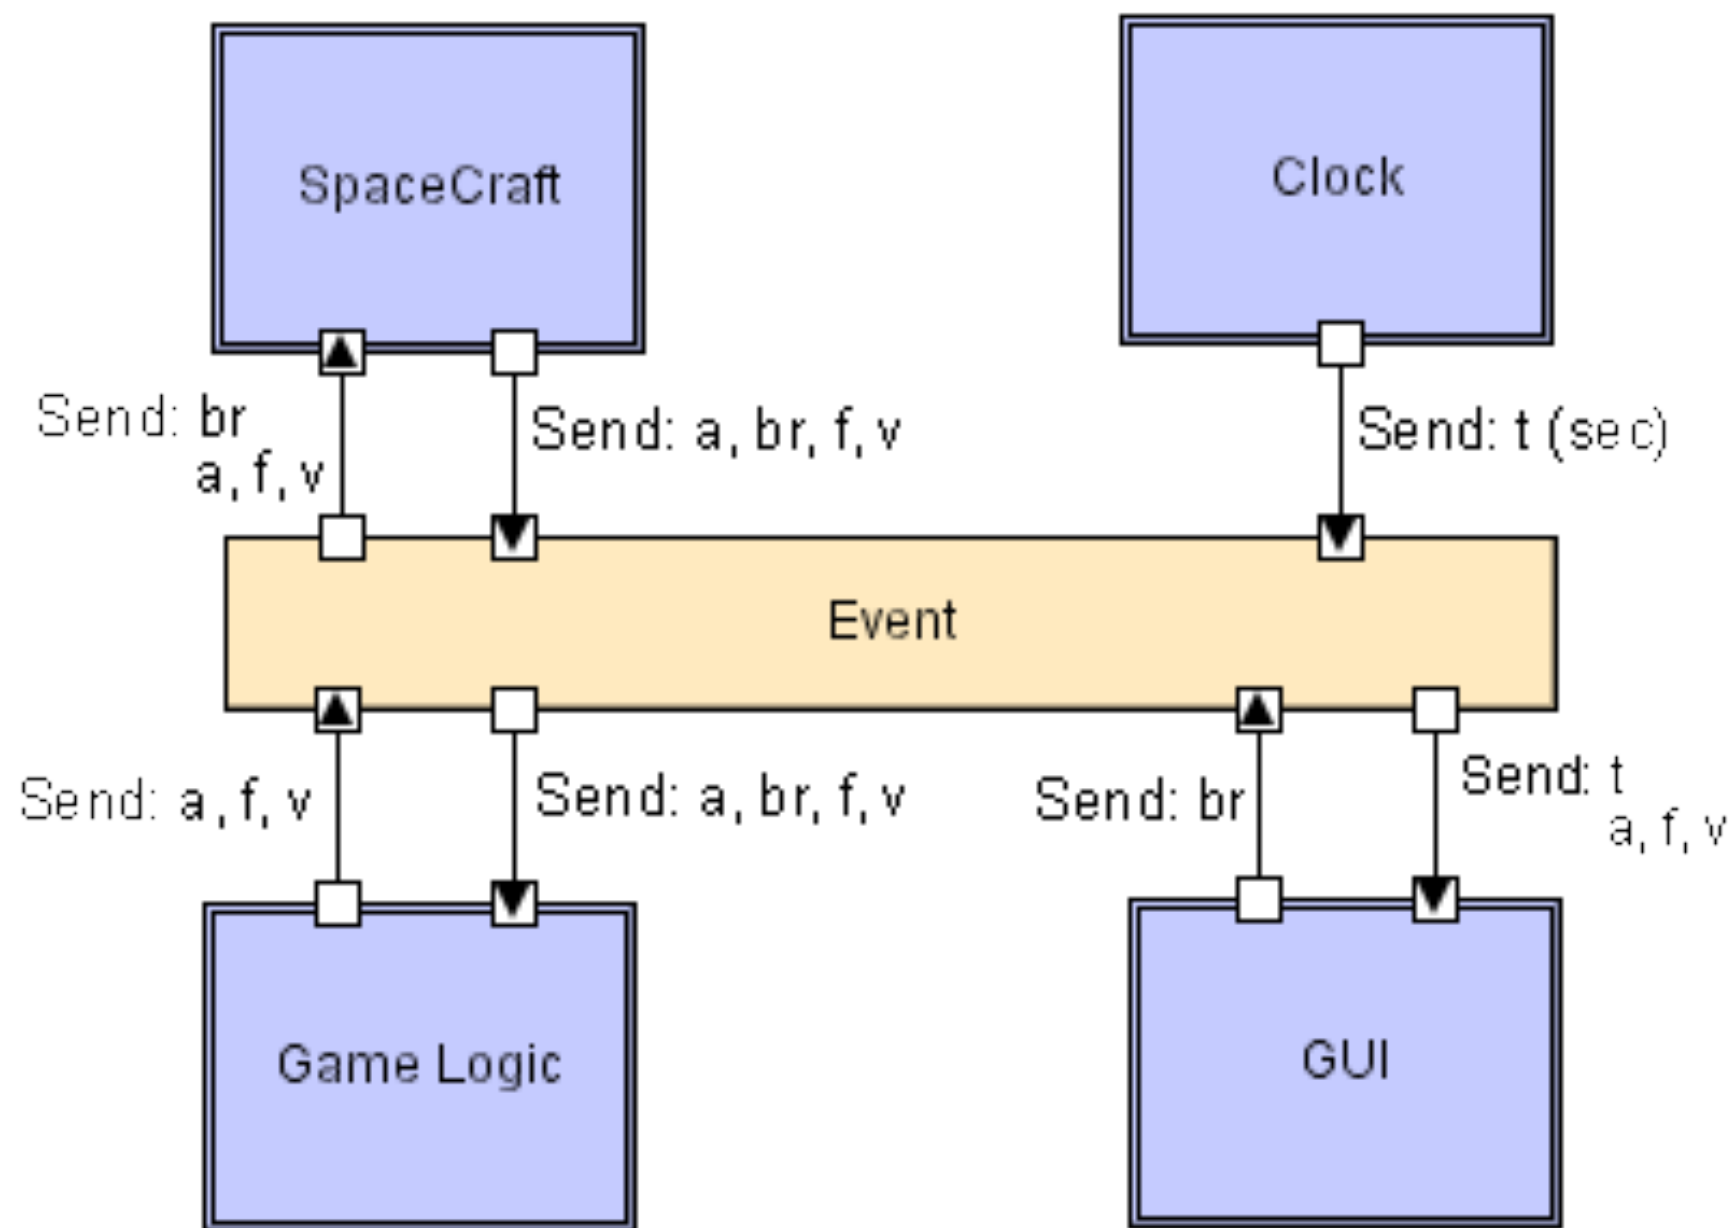 SpaceCraft
Clock
Send: br
a, f, v
Send: a, br, f, v
Send: t (sec)
Event
Send: a, f, v
Send: a, br, f, v
Send: br
Send: t
a, f, v
Game Logic
GUI